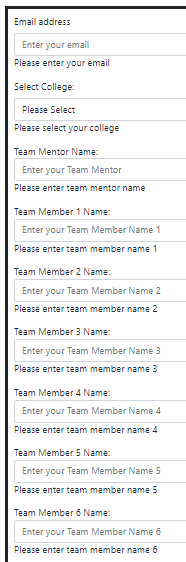 Email address
Enter your email
Please enter your email
Select College:
Please Select
Please select your college
Team Mentor Name:
Enter your Team Mentor
Please enter team mentor name
Team Member 1 Name:
Enter your Team Member Name 1
Please enter team member name 1
Team Member 2 Name:
Enter your Team Member Name 2
Please enter team member name 2
Team Member 3 Name:
Enter your Team Member Name 3
Please enter team member name 3
Team Member 4 Name:
Enter your Team Member Name 4
Please enter team member name 4
Team Member 5 Name:
Enter your Team Member Name 5
Please enter team member name 5
Team Member 6 Name:
Enter your Team Member Name 6
Please enter team member name 6